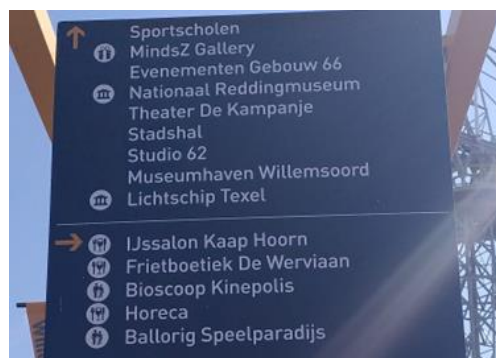 Sportscholen
MindsZ Gallery
Evenementen Gebouw 66
Nationaal Reddingmuseum
Theater De Kampanje
Stadshal
Studio 62
Museumhaven Willemsoord
Lichtschip Texel
IJssalon Kaap Hoorn
Frietboetiek De Werviaan
Bioscoop Kinepolis
Horeca
Ballorig Speelparadijs